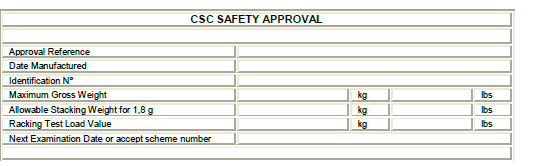 CSC SAFETY APPROVAL
Approval Reference
Date Manufactured
Identification N°
Maximum Gross Weight kg lbs
Allowable Stacking Weight for 1,8 g kg lbs
Racking Test Load Value kg lbs
Next Examination Date or accept scheme number